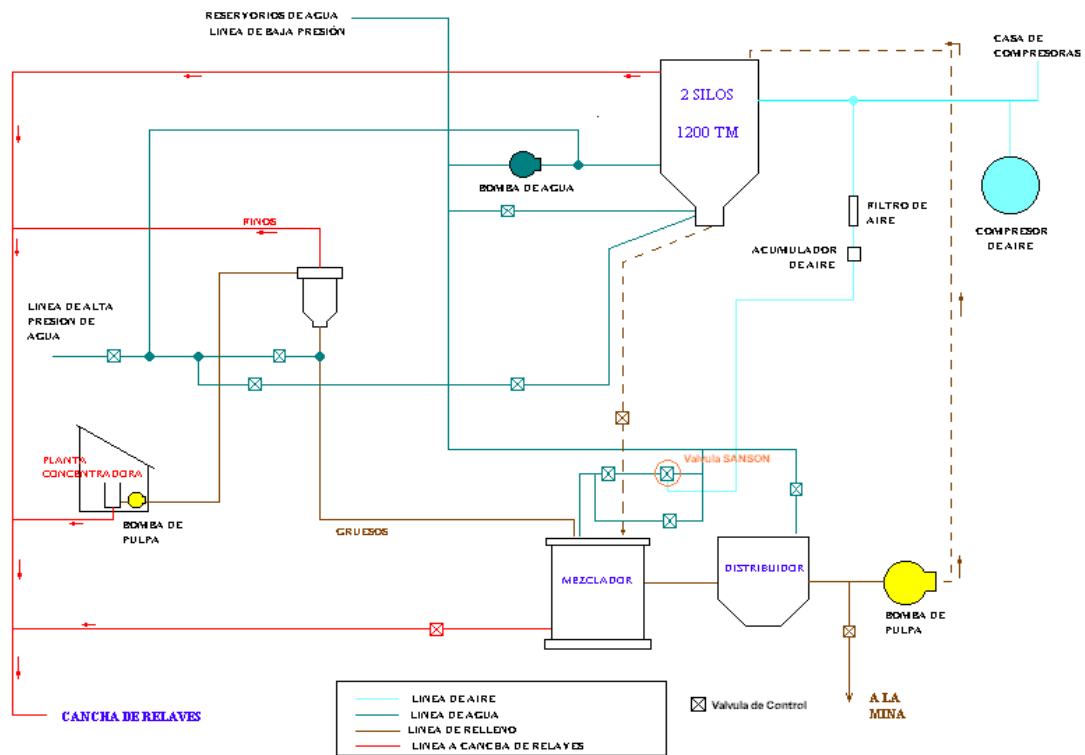 RESERVORIOS DE AGUA
LINEA DE BAJA PRESIÓN
CASA DE
COMPRESORAS
2 SILOS
1200 TM
BOMBA DE AGUA
FILTRO DE
AIRE
COMPRESOR
DE AIRE
ACUMULADOR
DE AIRE
FINOS
LINEA DE ALTA
PRESION DE
AGUA
PLANTA
CONCENTRADORA
BOMBA DE
PULPA
GRUESOS
Valvula SANSON
MEZCLADOR
DISTRIBUIDOR
BOMBA DE
PULPA
CANCHA DE RELAVES
A LA
MINA
LINEA DE AIRE
LINEA DE AGUA
LINEA DE RELLENO
LINEA A CANCHA DE RELAVES
Valvula de Control